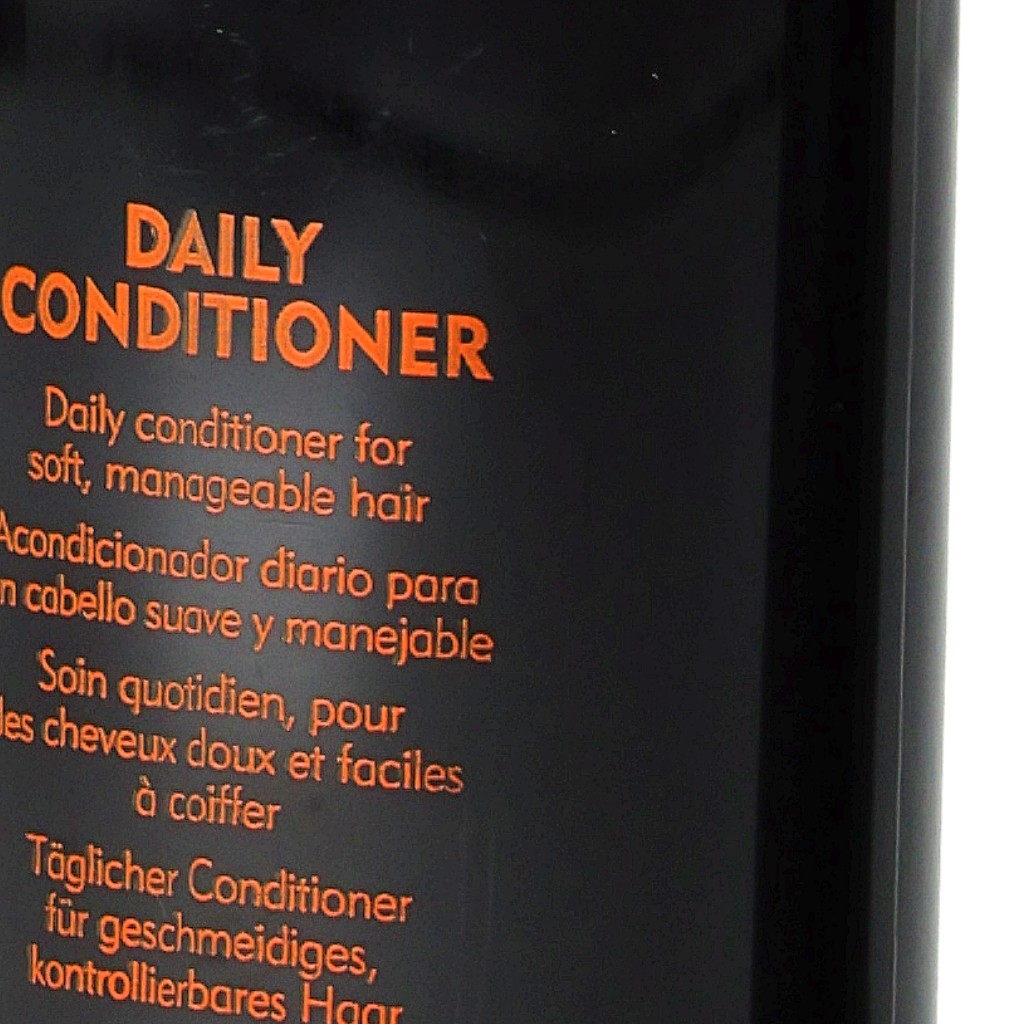 DAILY
CONDITIONER
Daily conditioner for
soft, manageable hair
Acondicionador diario para
cabello suave y manejable
Soin quotidien, pour
des cheveux doux et faciles
à coiffer
Täglicher Conditioner
für geschmeidiges,
kontrollierbares Haar